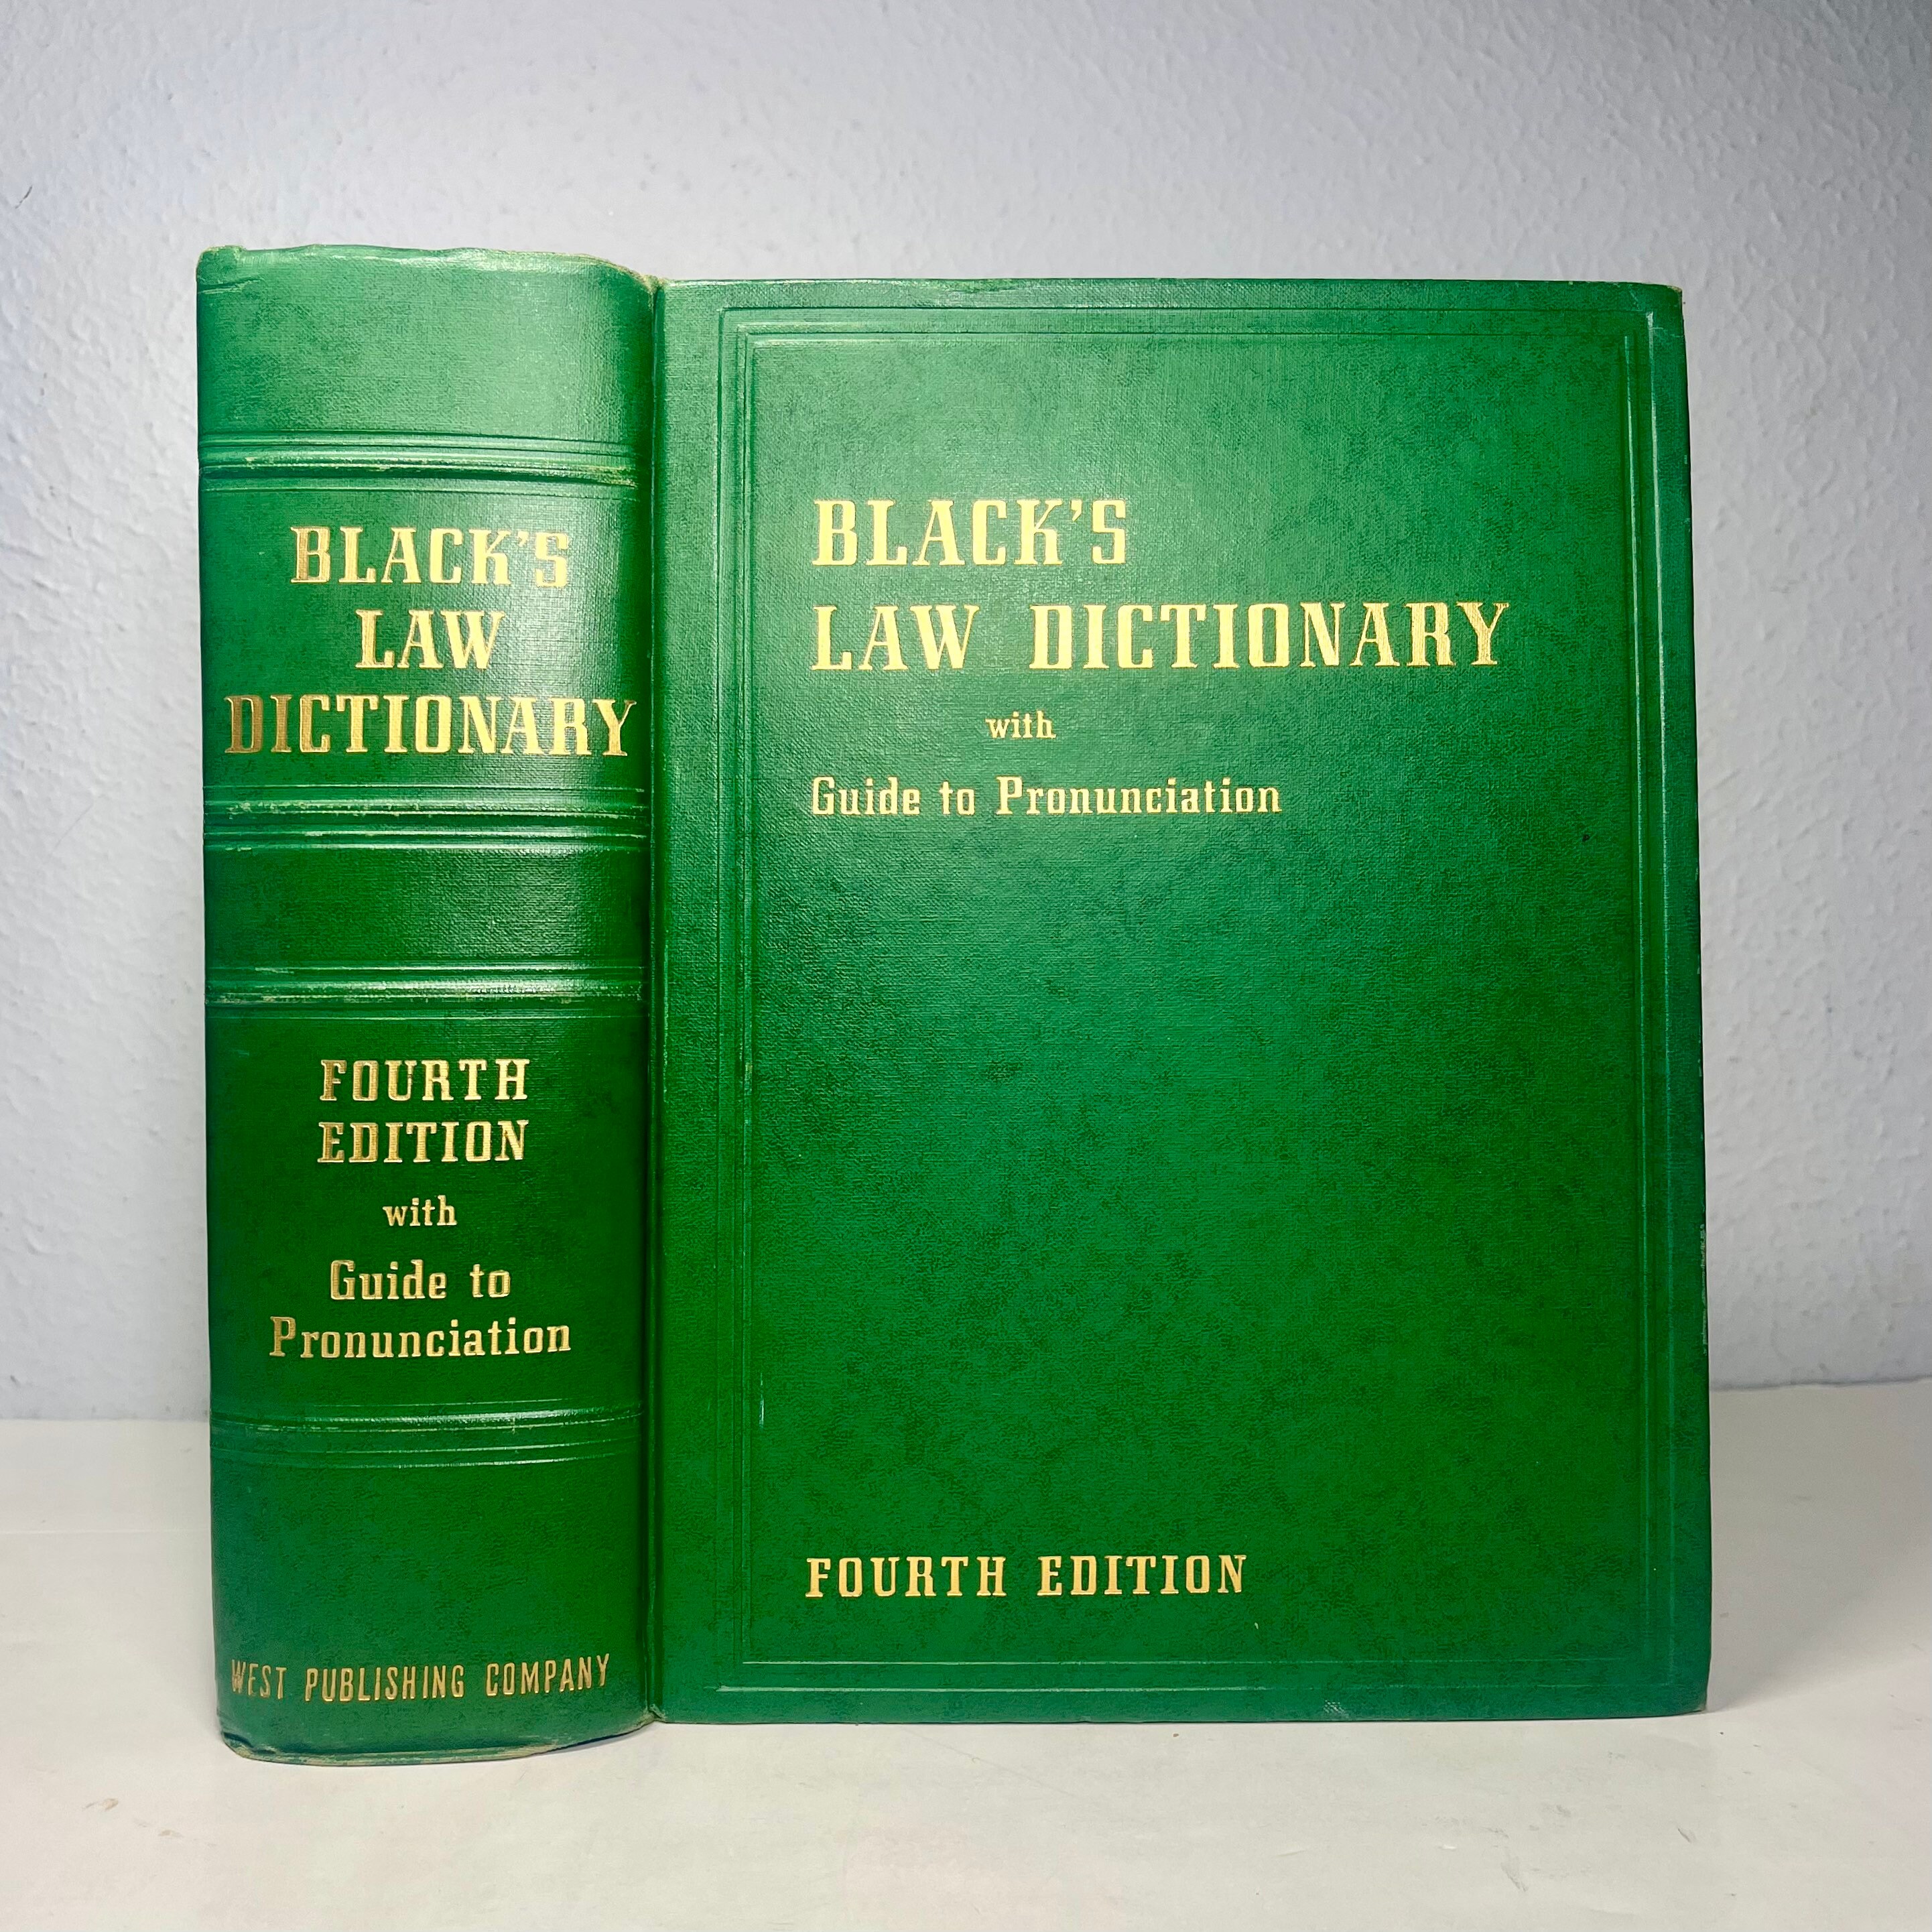 BLACK'S
LAW
DICTIONARY
FOURTH
EDITION
with
Guide to
Pronunciation
WEST PUBLISHING COMPANY
BLACK'S
LAW DICTIONARY
with
Guide to Pronunciation
FOURTH EDITION